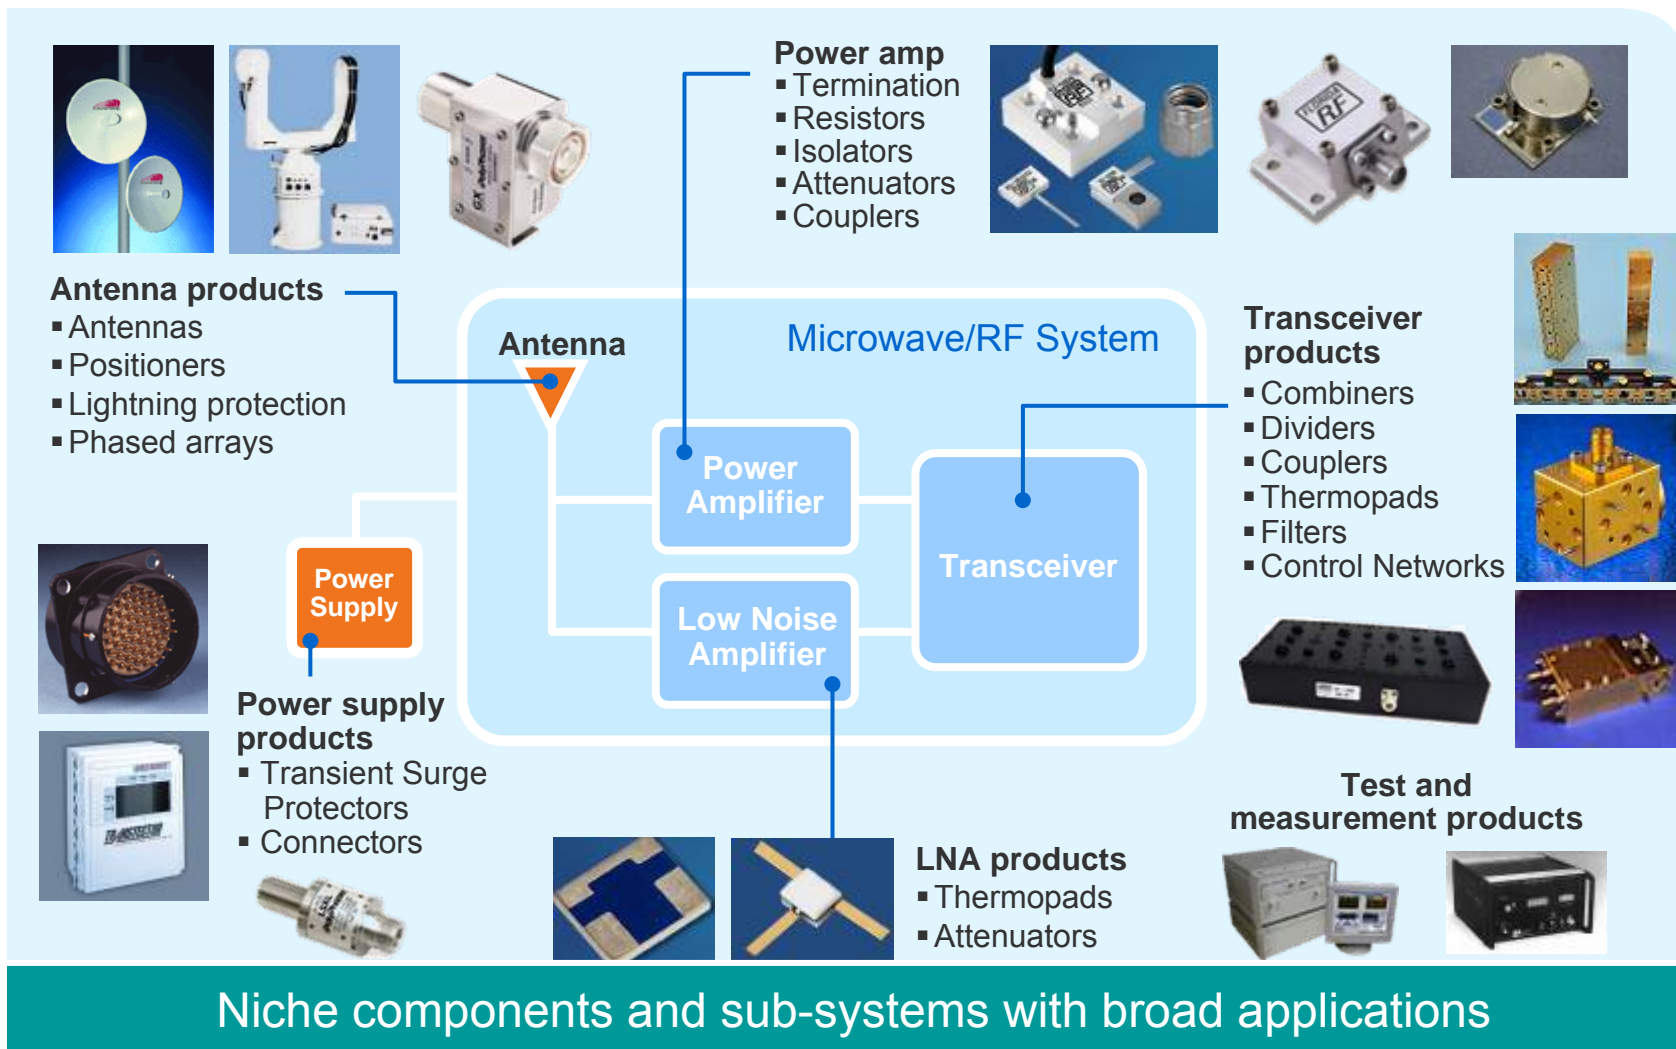 Power amp
▪ Termination
▪ Resistors
▪ Isolators
▪ Attenuators
▪ Couplers
FLORIDA
RF
Antenna products
▪ Antennas
▪ Positioners
▪ Lightning protection
▪ Phased arrays
Microwave/RF System
Antenna
Power
Amplifier
Low Noise
Amplifier
Transceiver
Transceiver
products
▪ Combiners
▪ Dividers
▪ Couplers
▪ Thermopads
▪ Filters
▪ Control Networks
Power
Supply
Power supply
products
▪ Transient Surge
Protectors
▪ Connectors
LNA products
▪ Thermopads
▪ Attenuators
Test and
measurement products
Niche components and sub-systems with broad applications